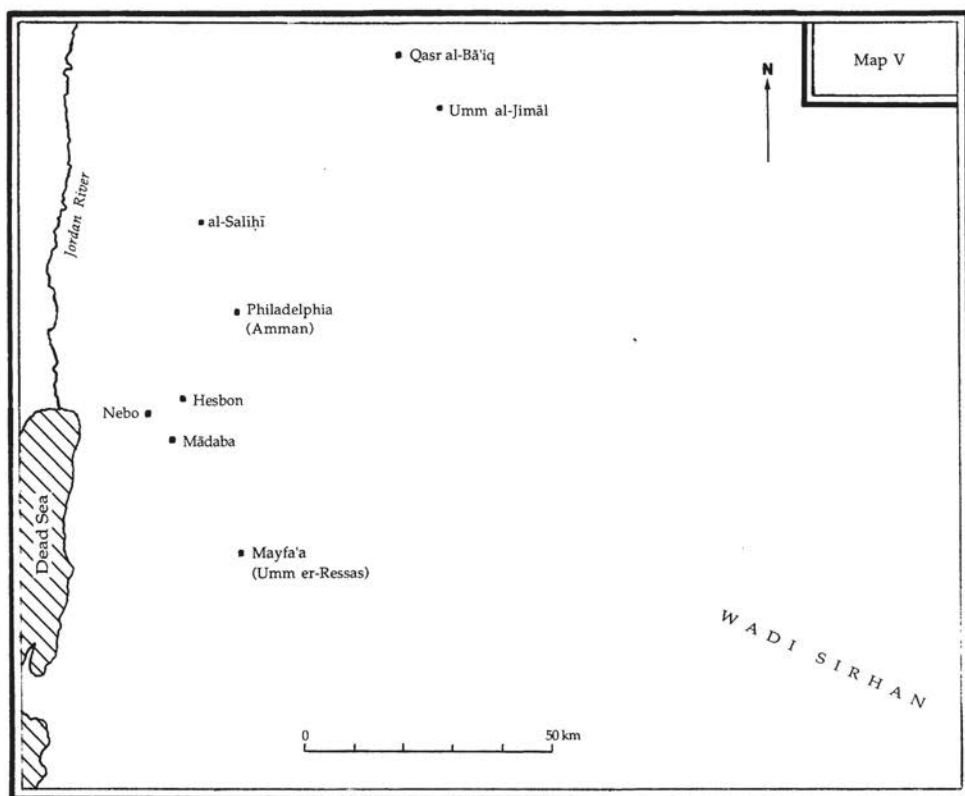 Qasr al-Bā'iq
Map V
N
Umm al-Jimāl
Jordan River
al-Saliḥī
Philadelphia
(Amman)
Hesbon
Nebo
Mādaba
Dead Sea
Mayfa'a
(Umm er-Ressas)
WADI SIRHAN
0
50 km